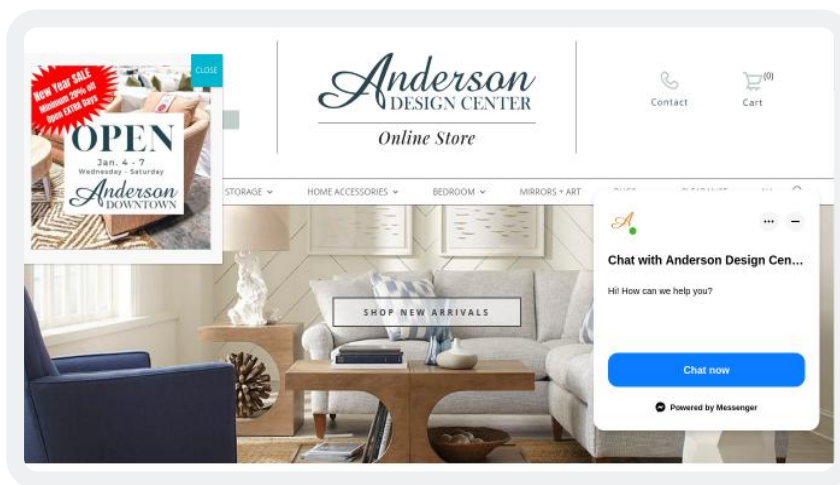 CLOSE
New Year SALE
Minimum 20% off
Open EXTRA Days
OPEN
Jan. 4 - 7
Wednesday - Saturday
Anderson
DOWNTOWN
Anderson
DESIGN CENTER
Online Store
Contact
(0)
Cart
STORAGE
HOME ACCESSORIES
BEDROOM
MIRRORS + ART
SHOP NEW ARRIVALS
A
Chat with Anderson Design Cen...
Hi! How can we help you?
Chat now
Powered by Messenger